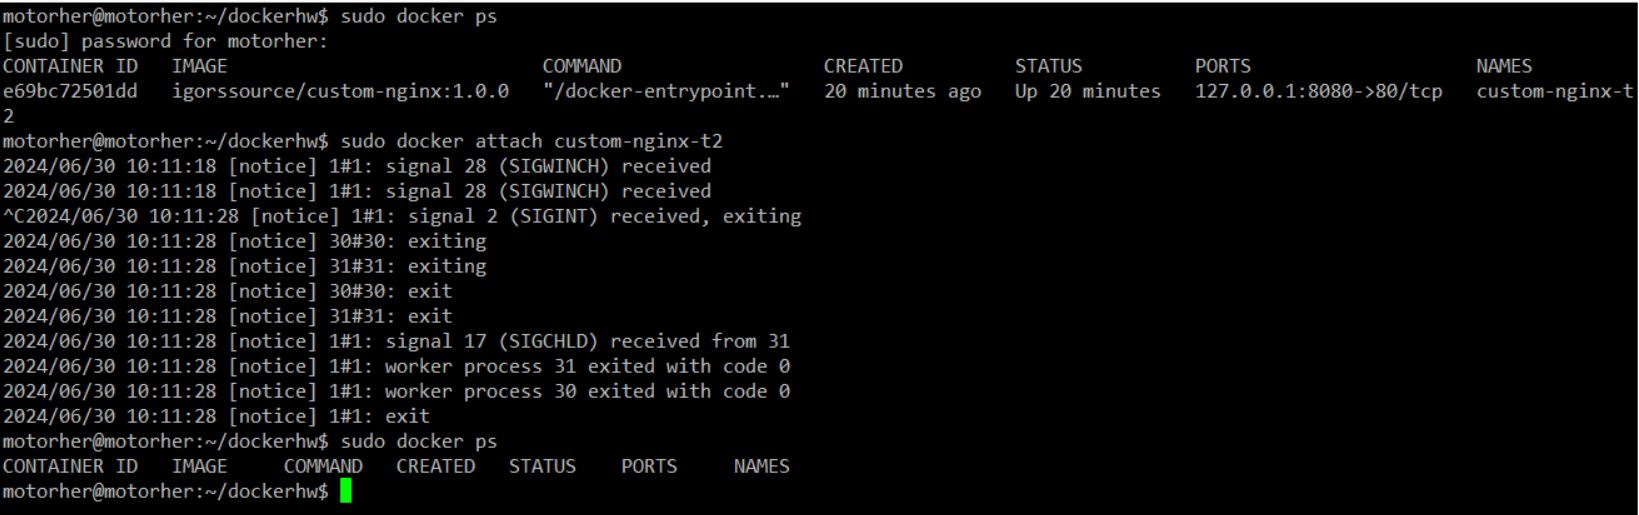 motorher@motorher:~/dockerhw$ sudo docker ps
[sudo] password for motorher:
CONTAINER ID   IMAGE                            COMMAND                  CREATED          STATUS          PORTS                    NAMES
e69bc72501dd   igorssource/custom-nginx:1.0.0   "/docker-entrypoint.…"   20 minutes ago   Up 20 minutes   127.0.0.1:8080->80/tcp   custom-nginx-t
2
motorher@motorher:~/dockerhw$ sudo docker attach custom-nginx-t2
2024/06/30 10:11:18 [notice] 1#1: signal 28 (SIGWINCH) received
2024/06/30 10:11:18 [notice] 1#1: signal 28 (SIGWINCH) received
^C2024/06/30 10:11:28 [notice] 1#1: signal 2 (SIGINT) received, exiting
2024/06/30 10:11:28 [notice] 30#30: exiting
2024/06/30 10:11:28 [notice] 31#31: exiting
2024/06/30 10:11:28 [notice] 30#30: exit
2024/06/30 10:11:28 [notice] 31#31: exit
2024/06/30 10:11:28 [notice] 1#1: signal 17 (SIGCHLD) received from 31
2024/06/30 10:11:28 [notice] 1#1: worker process 31 exited with code 0
2024/06/30 10:11:28 [notice] 1#1: worker process 30 exited with code 0
2024/06/30 10:11:28 [notice] 1#1: exit
motorher@motorher:~/dockerhw$ sudo docker ps
CONTAINER ID   IMAGE     COMMAND   CREATED   STATUS    PORTS     NAMES
motorher@motorher:~/dockerhw$